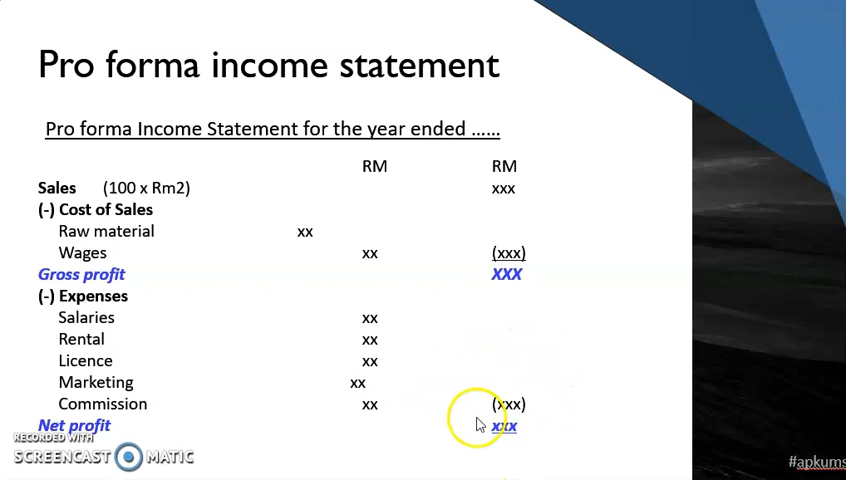 Pro forma income statement
Pro forma Income Statement for the year ended ......
RM RM
Sales (100 x Rm2) xxx
(-) Cost of Sales
Raw material xx
Wages xx (xxx)
Gross profit XXX
(-) Expenses
Salaries xx
Rental xx
Licence xx
Marketing xx
Commission xx (xxx)
Net profit xxx
RECORDED WITH
SCREENCAST MATIC
#apkums